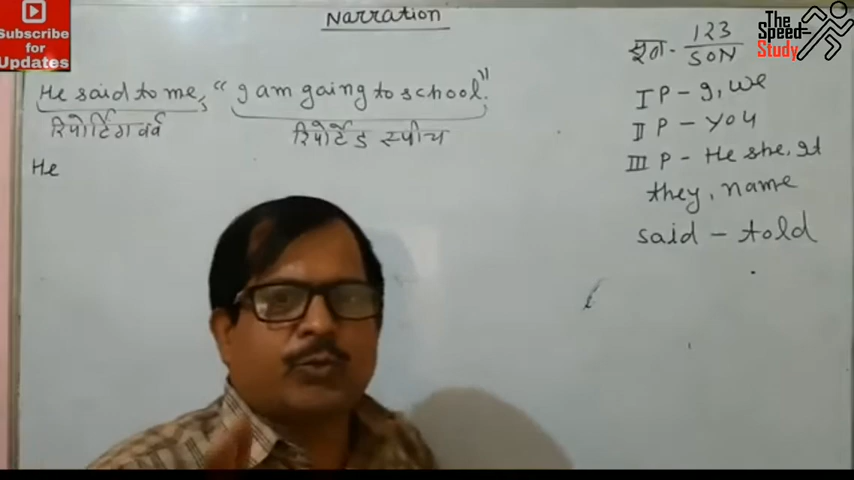 Subscribe
for
Updates
Narration
The
Speed
Study
सूत्र - 123
SON
He said to me, "I am going to school."
रिपोर्टिंग वर्व
रिपोर्टेड स्पीच
I P - I, we
II P - you
III P - He she, It
they, name
He
said - told